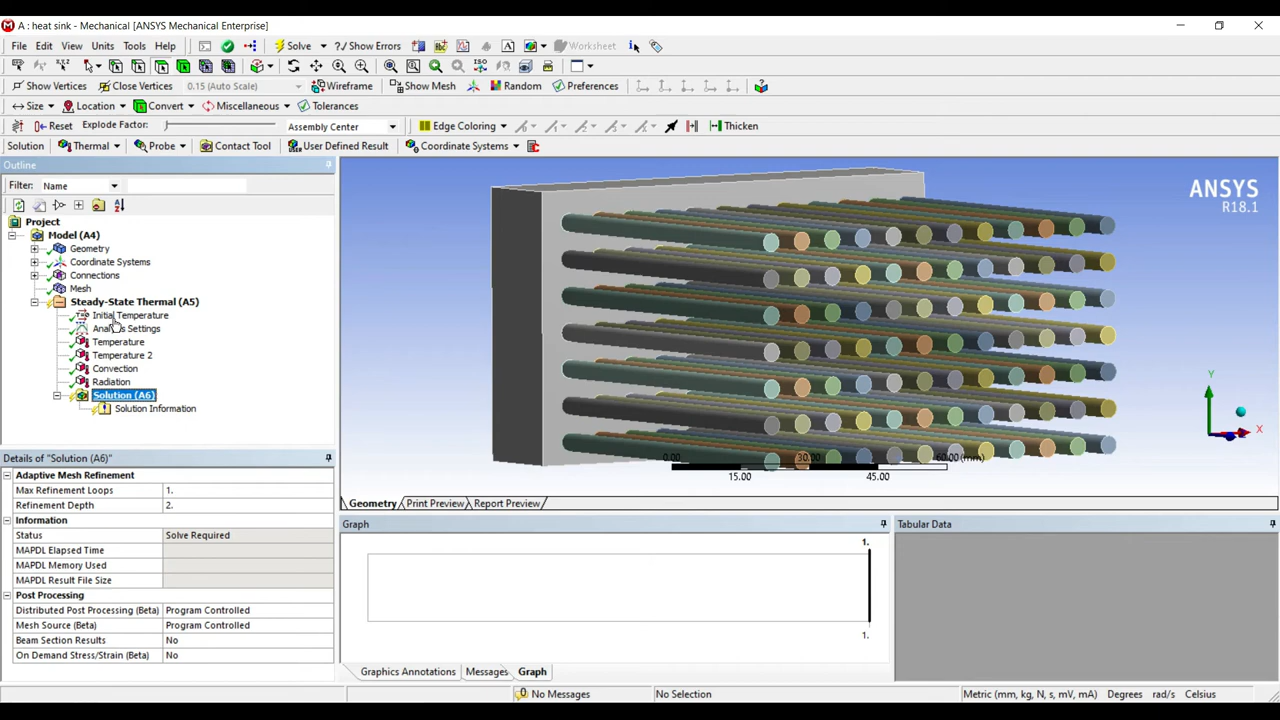 A : heat sink - Mechanical [ANSYS Mechanical Enterprise]
File Edit View Units Tools Help Solve Show Errors Worksheet
Show Vertices Close Vertices 0.15 (Auto Scale) Wireframe Show Mesh Random Preferences
Size Location Convert Miscellaneous Tolerances
Reset Explode Factor: Assembly Center Edge Coloring Thicken
Solution Thermal Probe Contact Tool User Defined Result Coordinate Systems
Outline
Filter: Name
Project
Model (A4)
Geometry
Coordinate Systems
Connections
Mesh
Steady-State Thermal (A5)
Initial Temperature
Analysis Settings
Temperature
Temperature 2
Convection
Radiation
Solution (A6)
Solution Information
Details of "Solution (A6)"
Adaptive Mesh Refinement
Max Refinement Loops 1.
Refinement Depth 2.
Information
Status Solve Required
MAPDL Elapsed Time
MAPDL Memory Used
MAPDL Result File Size
Post Processing
Distributed Post Processing (Beta) Program Controlled
Mesh Source (Beta) Program Controlled
Beam Section Results No
On Demand Stress/Strain (Beta) No
ANSYS
R18.1
Y
X
0.00 30.00 60.00 (mm)
15.00 45.00
Geometry Print Preview Report Preview
Graph
1.
1.
Tabular Data
Graphics Annotations Messages Graph
No Messages No Selection Metric (mm, kg, N, s, mV, mA) Degrees rad/s Celsius